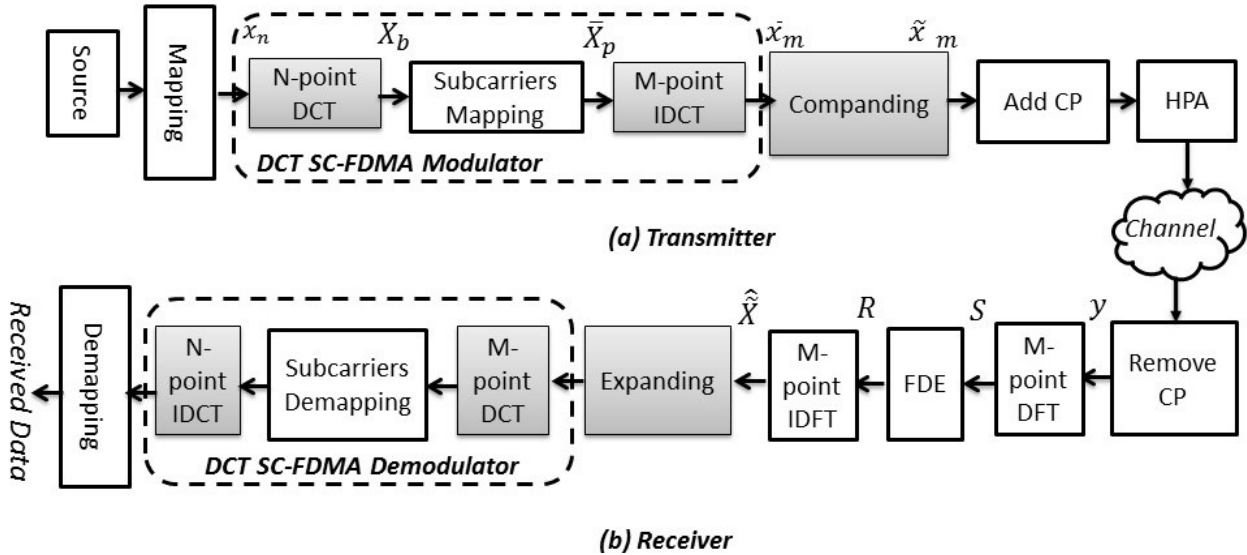 Source
Mapping
x_n
N-point
DCT
X_b
Subcarriers
Mapping
X̄_p
M-point
IDCT
DCT SC-FDMA Modulator
x̄_m
Companding
x̃_m
Add CP
HPA
Channel
(a) Transmitter
Received Data
Demapping
N-
point
IDCT
Subcarriers
Demapping
M-
point
DCT
DCT SC-FDMA Demodulator
Expanding
X̃̂
M-
point
IDFT
R
FDE
S
M-
point
DFT
y
Remove
CP
(b) Receiver